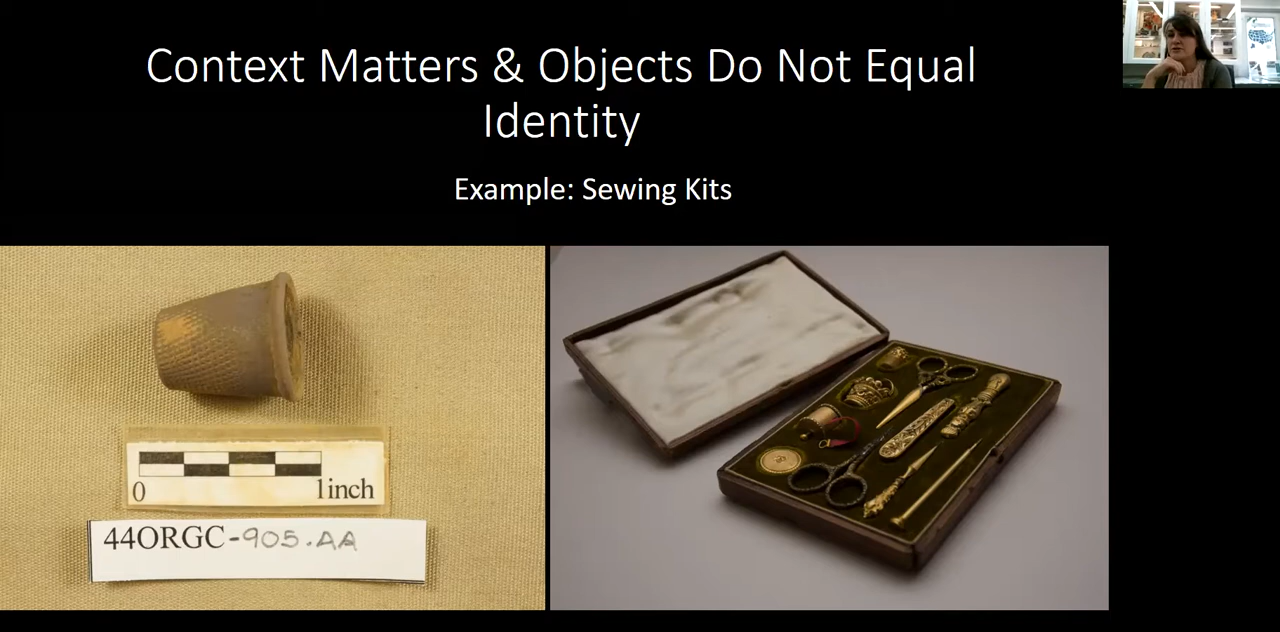 Context Matters & Objects Do Not Equal
Identity
Example: Sewing Kits
0 1inch
44ORGC-905.AA